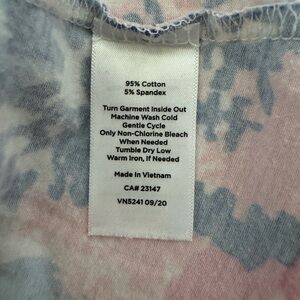 95% Cotton
5% Spandex
Turn Garment Inside Out
Machine Wash Cold
Gentle Cycle
Only Non-Chlorine Bleach
When Needed
Tumble Dry Low
Warm Iron, If Needed
Made In Vietnam
CA# 23147
VN5241 09/20